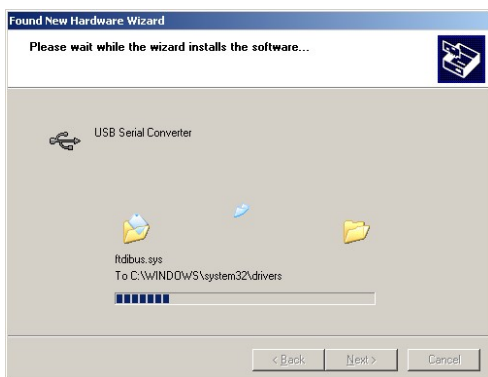 Found New Hardware Wizard
Please wait while the wizard installs the software...
USB Serial Converter
ftdibus.sys
To C:\WINDOWS\system32\drivers
< Back
Next >
Cancel